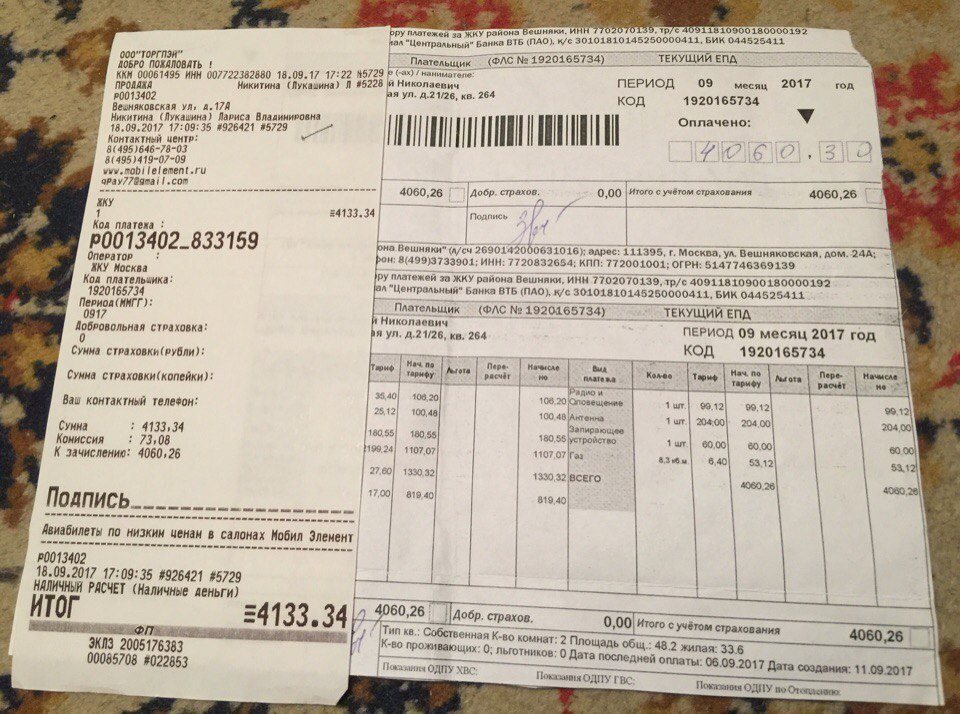 ООО"ТОРГПЭН"
ДОБРО ПОЖАЛОВАТЬ !
ККМ 00061495 ИНН 007722382880 18.09.17 17:22 №5729
ПРОДАЖА Никитина (Лукашина) Л №5228
р0013402
Вешняковская ул. д.17А
Никитина (Лукашина) Лариса Владимировна
18.09.2017 17:09:35 #926421 #5729
Контактный центр:
8(495)646-78-03
8(495)419-07-09
www.mobilelement.ru
qPay77@gmail.com
ЖКУ
1 ≡4133.34
Код платежа :
р0013402_833159
Оператор :
ЖКУ Москва
Код плательщика:
1920165734
Период(ММГГ):
0917
Добровольная страховка:
0
Сумма страховки(рубли):
Сумма страховки(копейки):
Ваш контактный телефон:
Сумма : 4133,34
Комиссия : 73,08
К зачислению: 4060,26
Подпись
Авиабилеты по низким ценам в салонах Мобил Элемент
р0013402
18.09.2017 17:09:35 #926421 #5729
НАЛИЧНЫЙ РАСЧЕТ (Наличные деньги)
ИТОГ ≡4133.34
ФП
ЭКЛЗ 2005176383
00085708 #022853
ору платежей за ЖКУ района Вешняки, ИНН 7702070139, тр/с 40911810900180000192
иал "Центральный" Банка ВТБ (ПАО), к/с 30101810145250000411, БИК 044525411
Плательщик (ФЛС № 1920165734) ТЕКУЩИЙ ЕПД
е (-ах) / нанимателе:
й Николаевич
ая ул. д.21/26, кв. 264
ПЕРИОД 09 месяц 2017 год
КОД 1920165734
Оплачено:
4060.30
4060,26 Добр. страхов. 0,00 Итого с учётом страхования 4060,26
Подпись
она Вешняки" (л/сч 2690142000631016); адрес: 111395, г. Москва, ул. Вешняковская, дом. 24А;
фон: 8(499)3733901; ИНН: 7720832654; КПП: 772001001; ОГРН: 5147746369139
ору платежей за ЖКУ района Вешняки, ИНН 7702070139, тр/с 40911810900180000192
ал "Центральный" Банка ВТБ (ПАО), к/с 30101810145250000411, БИК 044525411
Плательщик (ФЛС № 1920165734) ТЕКУЩИЙ ЕПД
й Николаевич
ая ул. д.21/26, кв. 264
ПЕРИОД 09 месяц 2017 год
КОД 1920165734
Тариф Нач. по тарифу Льгота Пере-расчёт Начислено Вид платежа Кол-во Тариф Нач. по тарифу Льгота Пере-расчёт Начислено
35,40 106,20 106,20 Радио и Оповещение 1 шт. 99,12 99,12 99,12
25,12 100,48 100,48 Антенна 1 шт. 204,00 204,00 204,00
180,55 180,55 180,55 Запирающее устройство 1 шт. 60,00 60,00 60,00
2199,24 1107,07 1107,07 Газ 8,3 кб.м. 6,40 53,12 53,12
27,60 1330,32 1330,32 ВСЕГО 4060,26 4060,26
17,00 819,40 819,40
4060,26 Добр. страхов. 0,00 Итого с учётом страхования 4060,26
Тип кв.: Собственная К-во комнат: 2 Площадь общ.: 48.2 жилая: 33.6
К-во проживающих: 0; льготников: 0 Дата последней оплаты: 06.09.2017 Дата создания: 11.09.2017
Показания ОДПУ ХВС: Показания ОДПУ ГВС: Показания ОДПУ по Отоплению: